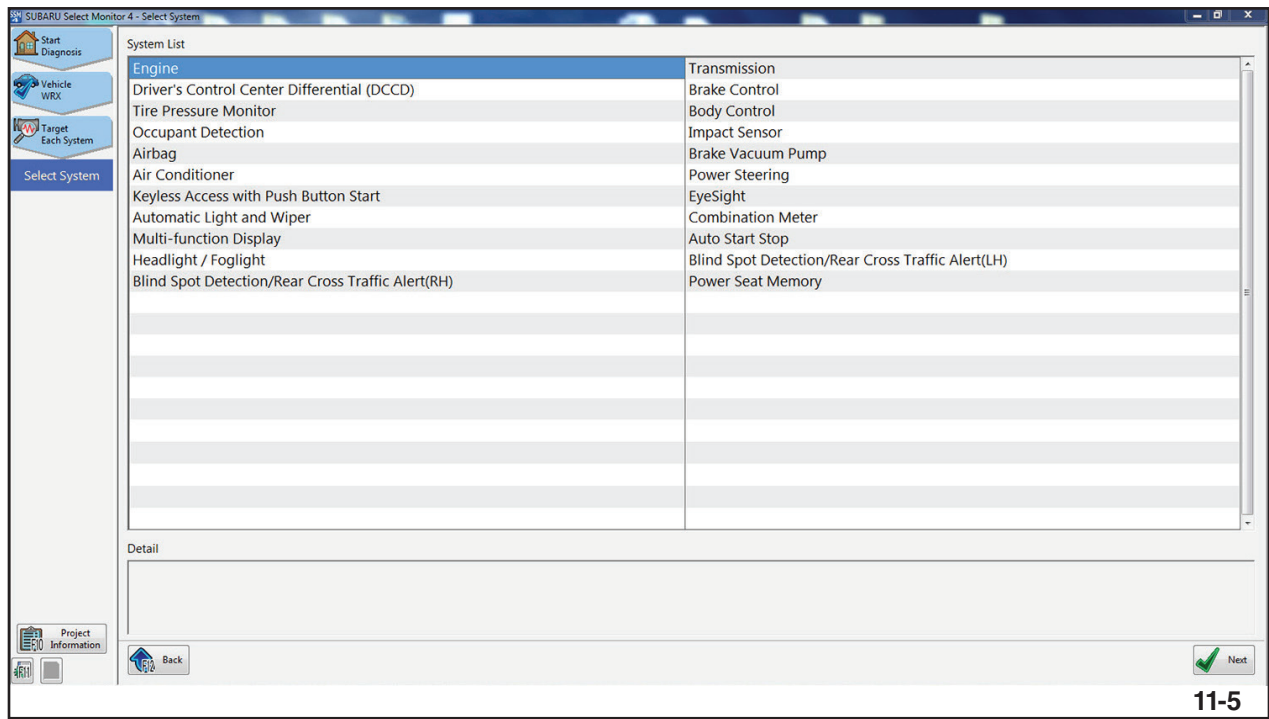 SUBARU Select Monitor 4 - Select System
Start
Diagnosis
Vehicle
WRX
Target
Each System
Select System
System List
Engine
Transmission
Driver's Control Center Differential (DCCD)
Brake Control
Tire Pressure Monitor
Body Control
Occupant Detection
Impact Sensor
Airbag
Brake Vacuum Pump
Air Conditioner
Power Steering
Keyless Access with Push Button Start
EyeSight
Automatic Light and Wiper
Combination Meter
Multi-function Display
Auto Start Stop
Headlight / Foglight
Blind Spot Detection/Rear Cross Traffic Alert(LH)
Blind Spot Detection/Rear Cross Traffic Alert(RH)
Power Seat Memory
Detail
F10
Project
Information
F11
F12
Back
Next
11-5